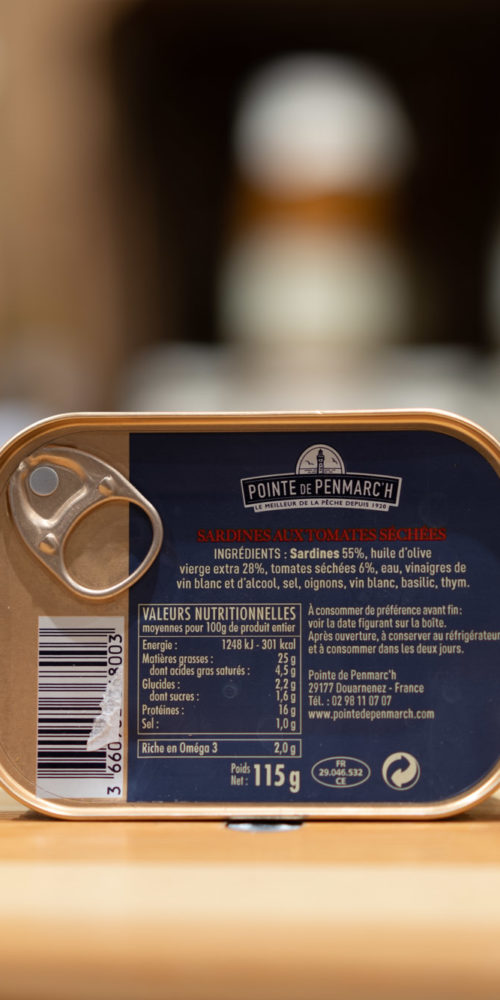 POINTE DE PENMARC'H
LE MEILLEUR DE LA PÊCHE DEPUIS 1920
SARDINES AUX TOMATES SÉCHÉES
INGRÉDIENTS : Sardines 55%, huile d'olive
vierge extra 28%, tomates séchées 6%, eau, vinaigres de
vin blanc et d'alcool, sel, oignons, vin blanc, basilic, thym.
VALEURS NUTRITIONNELLES
moyennes pour 100g de produit entier
Energie : 1248 kJ - 301 kcal
Matières grasses : 25 g
dont acides gras saturés : 4,5 g
Glucides : 2,2 g
dont sucres : 1,6 g
Protéines : 16 g
Sel : 1,0 g
Riche en Oméga 3 2,0 g
Poids Net : 115 g
À consommer de préférence avant fin :
voir la date figurant sur la boîte.
Après ouverture, à conserver au réfrigérateur
et à consommer dans les deux jours.
Pointe de Penmarc'h
29177 Douarnenez - France
Tél. : 02 98 11 07 07
www.pointedepenmarch.com
FR
29.046.532
CE
3 660 8003